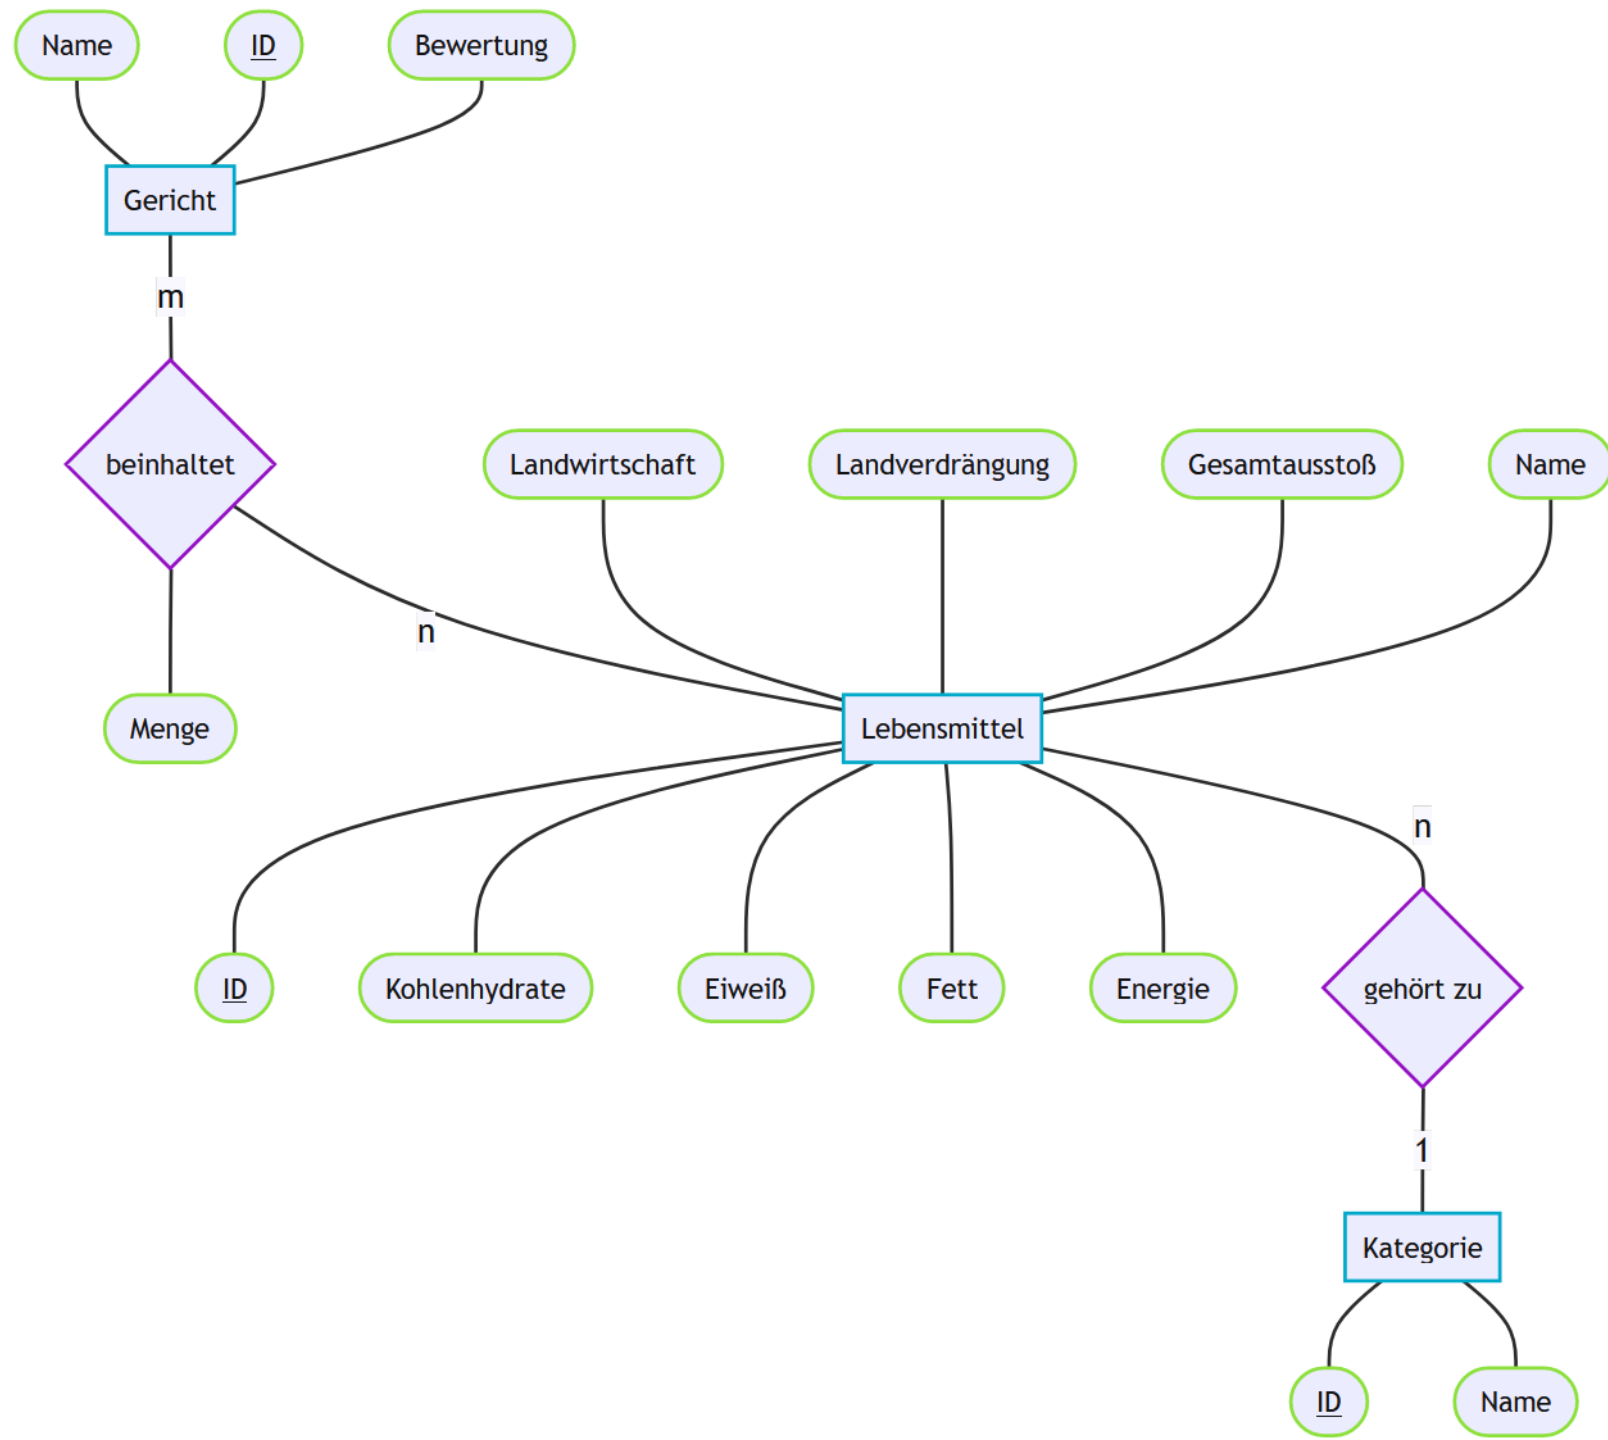 Name
ID
Bewertung
Gericht
m
beinhaltet
Landwirtschaft
Landverdrängung
Gesamtausstoß
Name
n
Menge
Lebensmittel
n
ID
Kohlenhydrate
Eiweiß
Fett
Energie
gehört zu
1
Kategorie
ID
Name